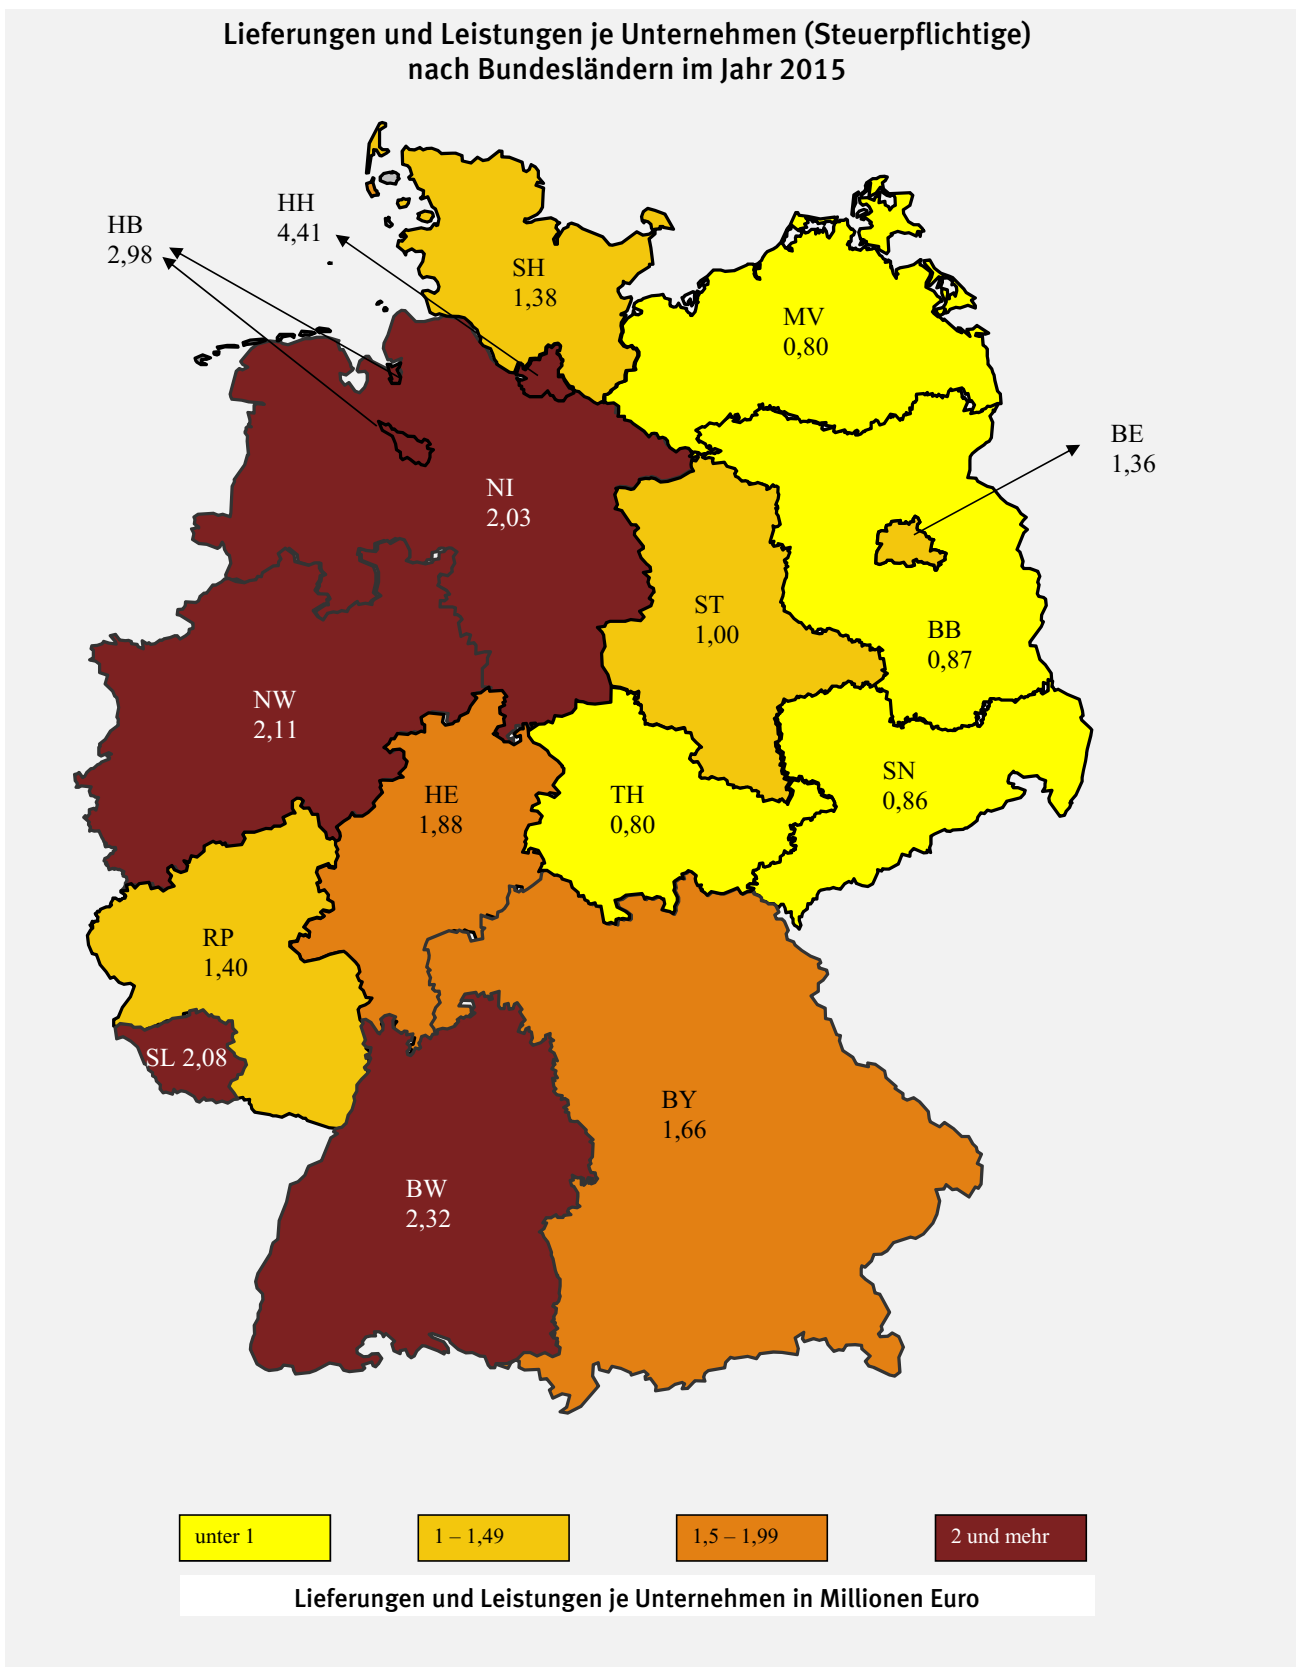 Lieferungen und Leistungen je Unternehmen (Steuerpflichtige)
nach Bundesländern im Jahr 2015
HH
4,41
HB
2,98
SH
1,38
MV
0,80
BE
1,36
NI
2,03
ST
1,00
BB
0,87
NW
2,11
SN
0,86
HE
1,88
TH
0,80
RP
1,40
SL 2,08
BY
1,66
BW
2,32
unter 1
1 – 1,49
1,5 – 1,99
2 und mehr
Lieferungen und Leistungen je Unternehmen in Millionen Euro